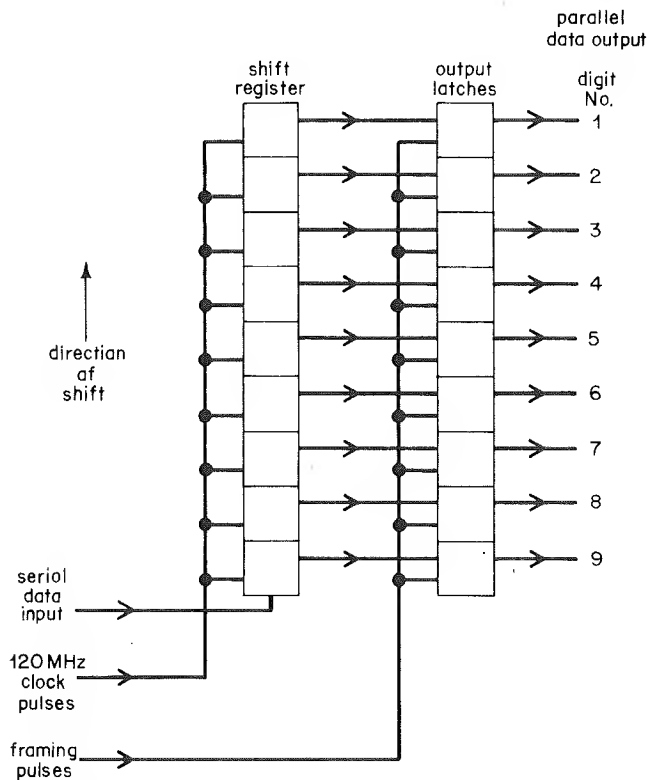 parallel
data output
shift
register
output
latches
digit
No.
1
2
3
4
5
6
7
8
9
direction
af
shift
seriol
data
input
120 MHz
clock
pulses
framing
pulses